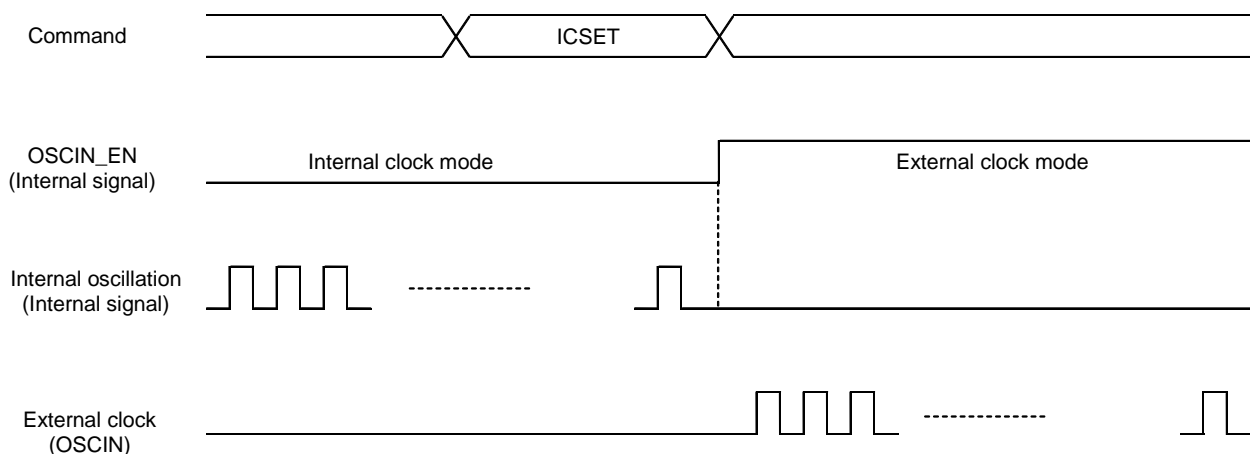 Command
ICSET
OSCIN_EN
(Internal signal)
Internal clock mode
External clock mode
Internal oscillation
(Internal signal)
External clock
(OSCIN)